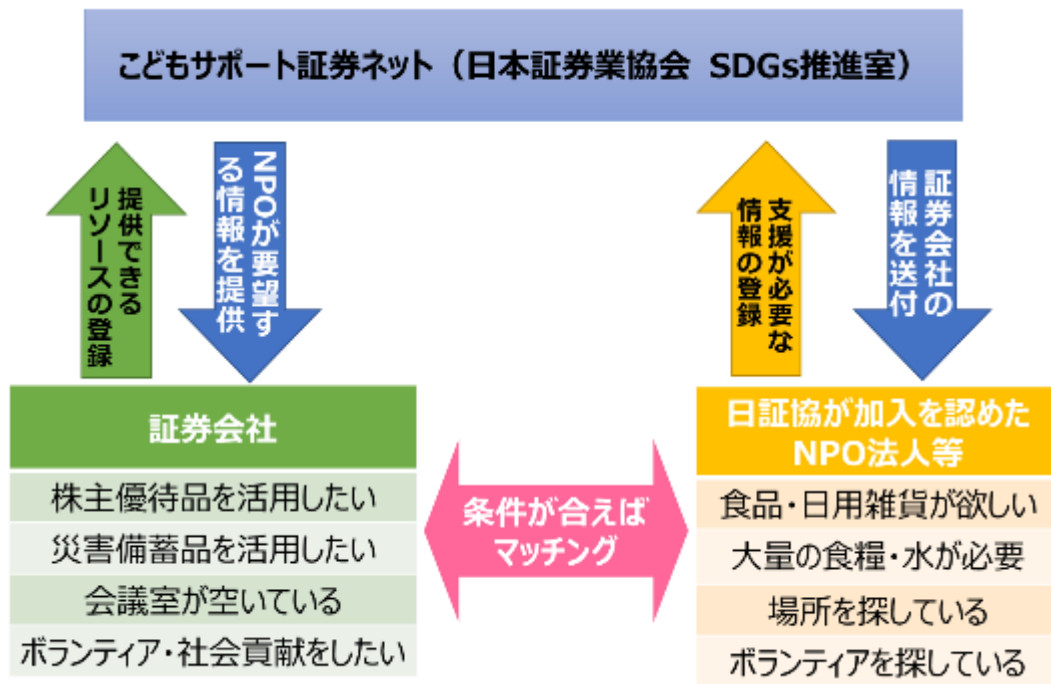 こどもサポート証券ネット（日本証券業協会 SDGs推進室）
提供できる
リソースの登録
NPOが要望す
る情報を提供
支援が必要な
情報の登録
証券会社の
情報を送付
証券会社
株主優待品を活用したい
災害備蓄品を活用したい
会議室が空いている
ボランティア・社会貢献をしたい
条件が合えば
マッチング
日証協が加入を認めた
NPO法人等
食品・日用雑貨が欲しい
大量の食糧・水が必要
場所を探している
ボランティアを探している